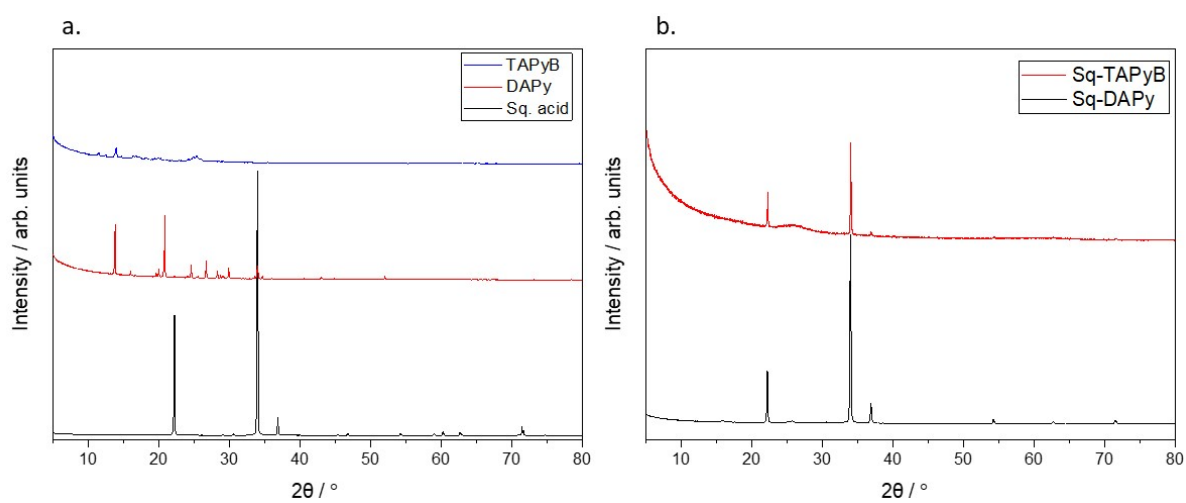 a.
TAPyB
DAPy
Sq. acid
Intensity / arb. units
10 20 30 40 50 60 70 80
2θ / °
b.
Sq-TAPyB
Sq-DAPy
Intensity / arb. units
10 20 30 40 50 60 70 80
2θ / °